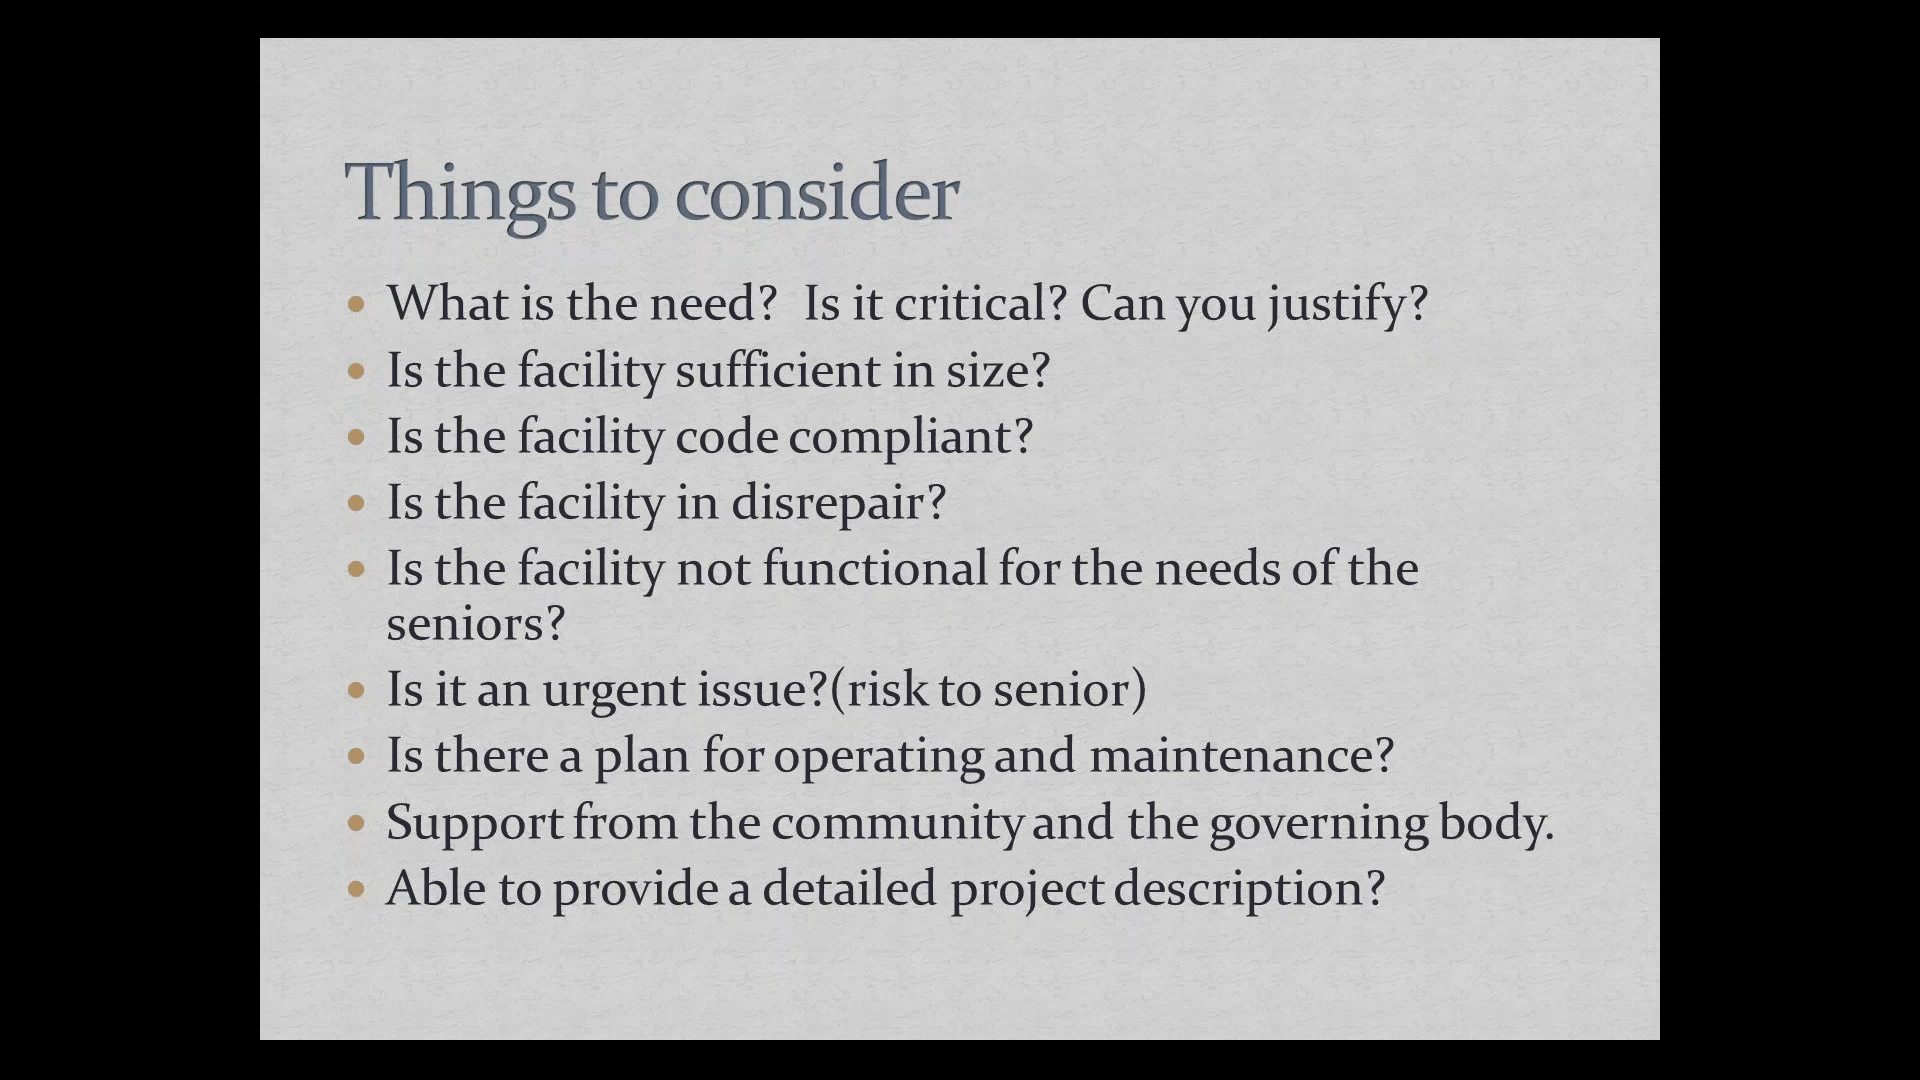 Things to consider
What is the need?  Is it critical? Can you justify?
Is the facility sufficient in size?
Is the facility code compliant?
Is the facility in disrepair?
Is the facility not functional for the needs of the
seniors?
Is it an urgent issue?(risk to senior)
Is there a plan for operating and maintenance?
Support from the community and the governing body.
Able to provide a detailed project description?